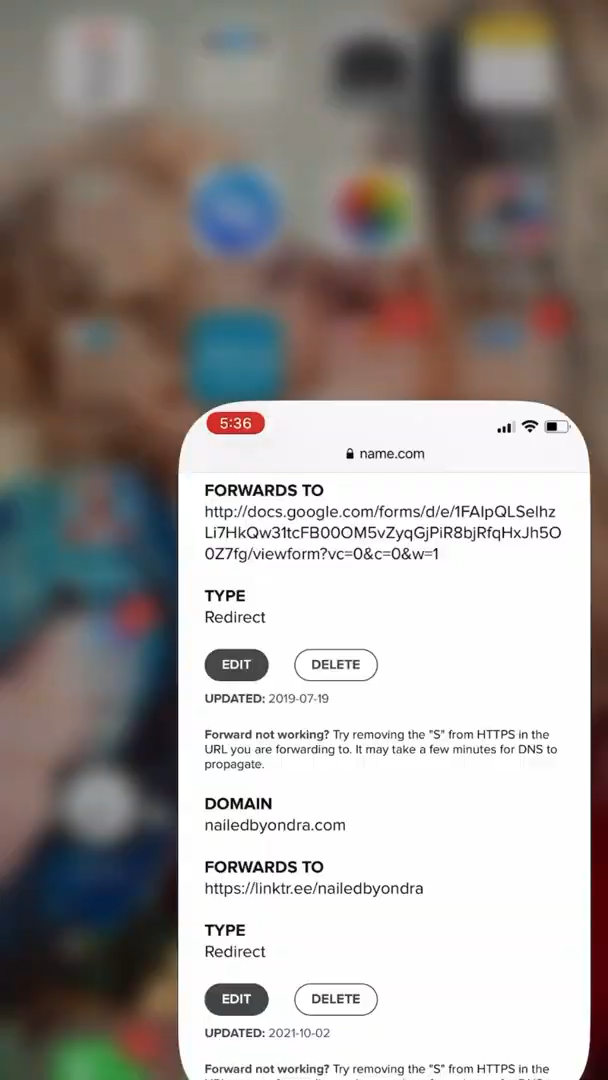 5:36
name.com
FORWARDS TO
http://docs.google.com/forms/d/e/1FAIpQLSelhz
Li7HkQw31tcFB00OM5vZyqGjPiR8bjRfqHxJh5O
0Z7fg/viewform?vc=0&c=0&w=1
TYPE
Redirect
EDIT
DELETE
UPDATED: 2019-07-19
Forward not working? Try removing the "S" from HTTPS in the
URL you are forwarding to. It may take a few minutes for DNS to
propagate.
DOMAIN
nailedbyondra.com
FORWARDS TO
https://linktr.ee/nailedbyondra
TYPE
Redirect
EDIT
DELETE
UPDATED: 2021-10-02
Forward not working? Try removing the "S" from HTTPS in the